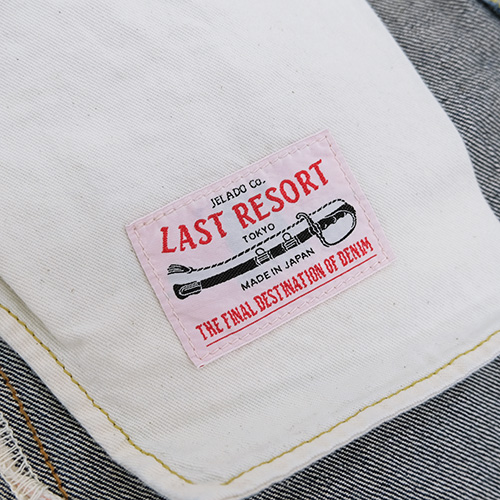 JELADO Co.
LAST RESORT
TOKYO
MADE IN JAPAN
THE FINAL DESTINATION OF DENIM